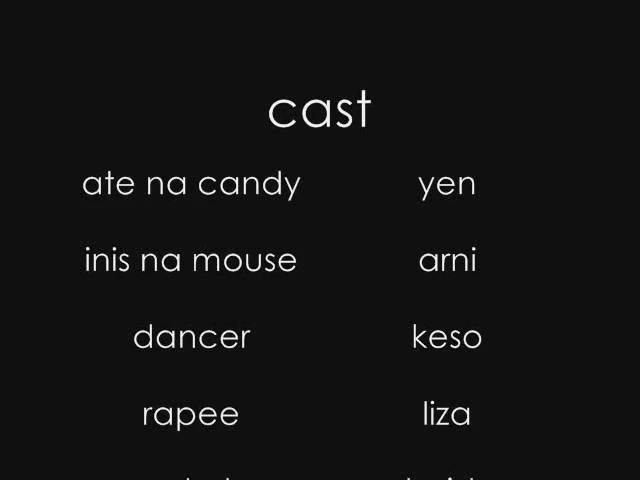 cast
ate na candy yen
inis na mouse arni
dancer keso
rapee liza